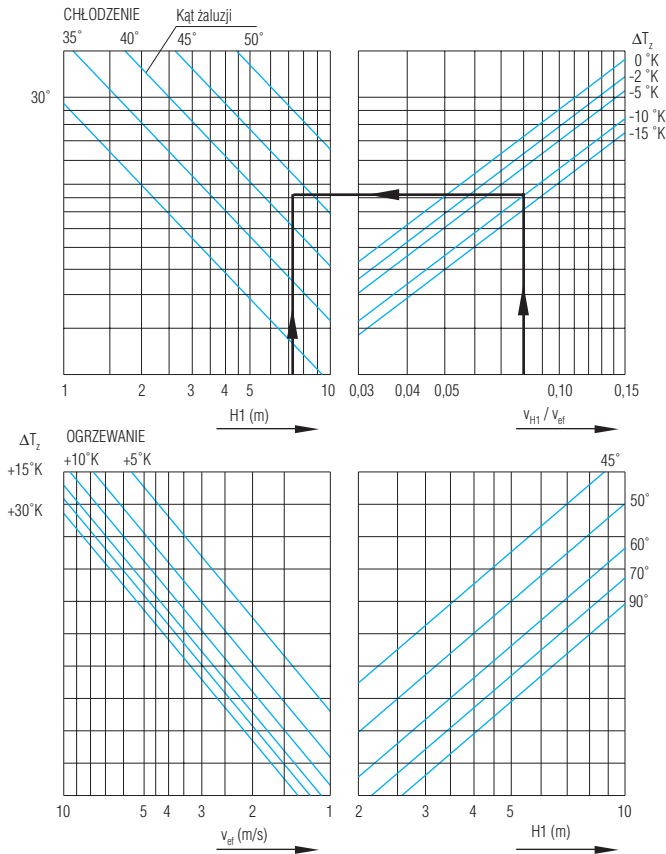 CHŁODZENIE
Kąt żaluzji
35˚ 40˚ 45˚ 50˚
30˚
ΔTz
0 ˚K
-2 ˚K
-5 ˚K
-10 ˚K
-15 ˚K
1 2 3 4 5 10
H1 (m)
0,03 0,04 0,05 0,10 0,15
vH1 / vef
ΔTz
OGRZEWANIE
+15˚K +10˚K +5˚K
+30˚K
45˚
50˚
60˚
70˚
90˚
10 5 4 3 2 1
vef (m/s)
2 3 4 5 10
H1 (m)